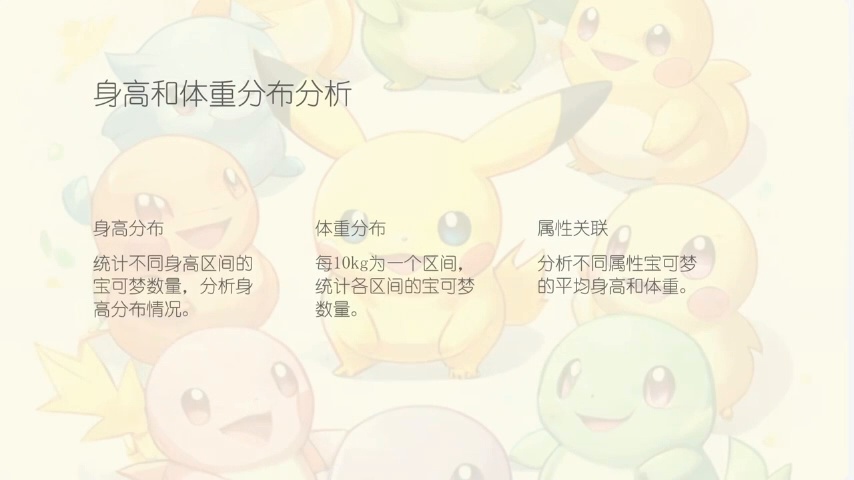 身高和体重分布分析
身高分布
统计不同身高区间的
宝可梦数量，分析身
高分布情况。
体重分布
每10kg为一个区间，
统计各区间的宝可梦
数量。
属性关联
分析不同属性宝可梦
的平均身高和体重。